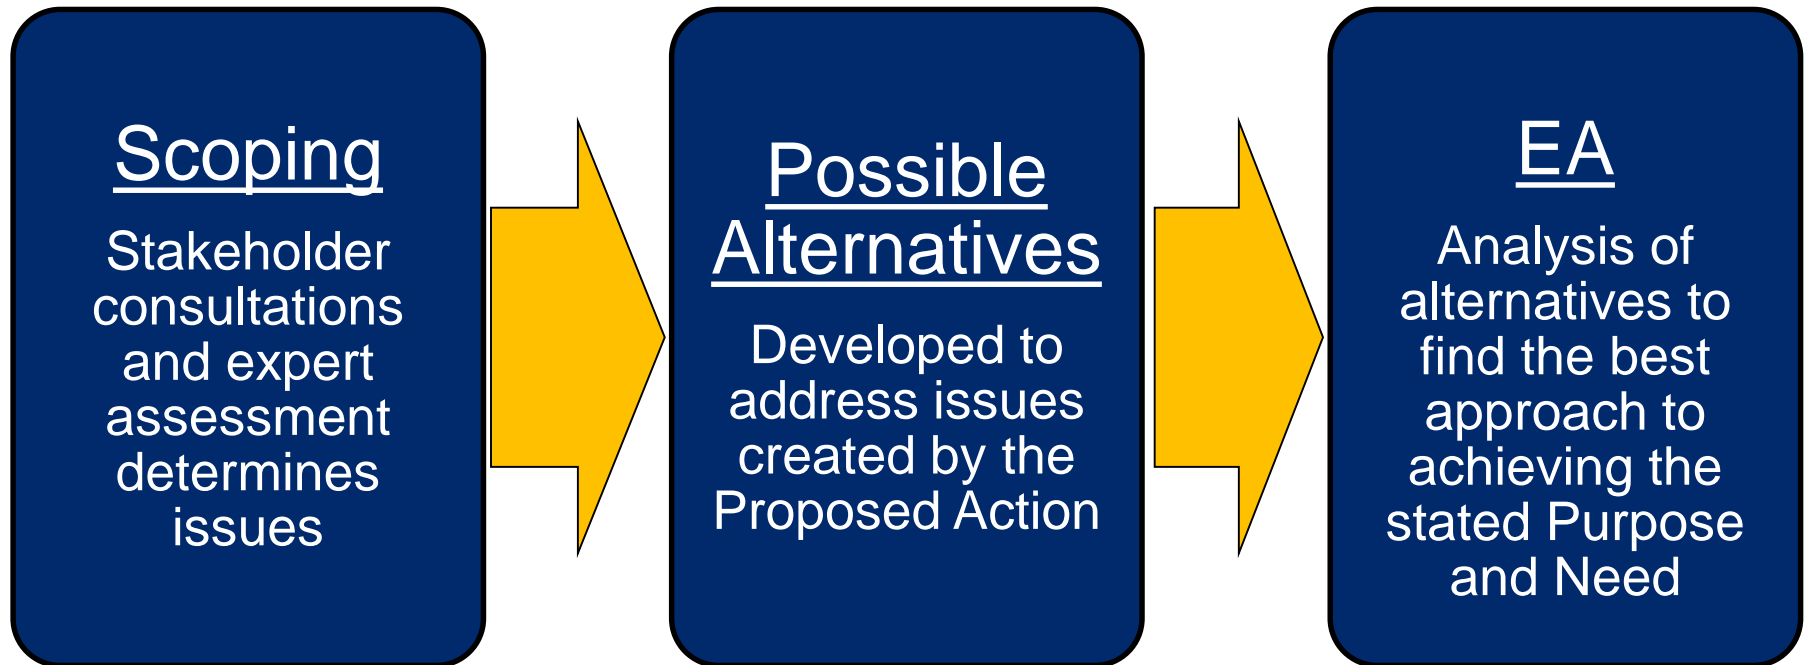 Scoping
Stakeholder
consultations
and expert
assessment
determines
issues
Possible
Alternatives
Developed to
address issues
created by the
Proposed Action
EA
Analysis of
alternatives to
find the best
approach to
achieving the
stated Purpose
and Need